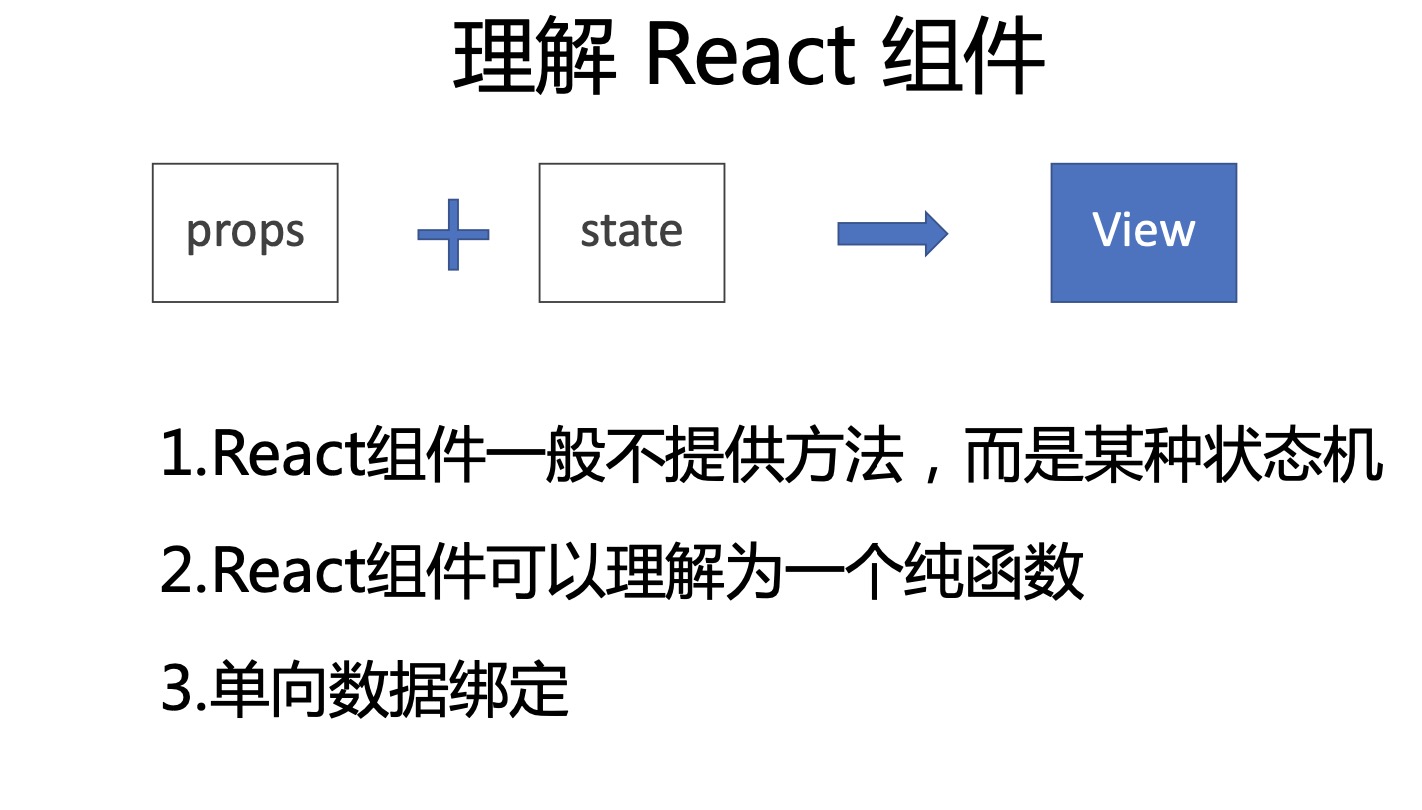 理解 React 组件
props
state
View
1.React组件一般不提供方法，而是某种状态机
2.React组件可以理解为一个纯函数
3.单向数据绑定